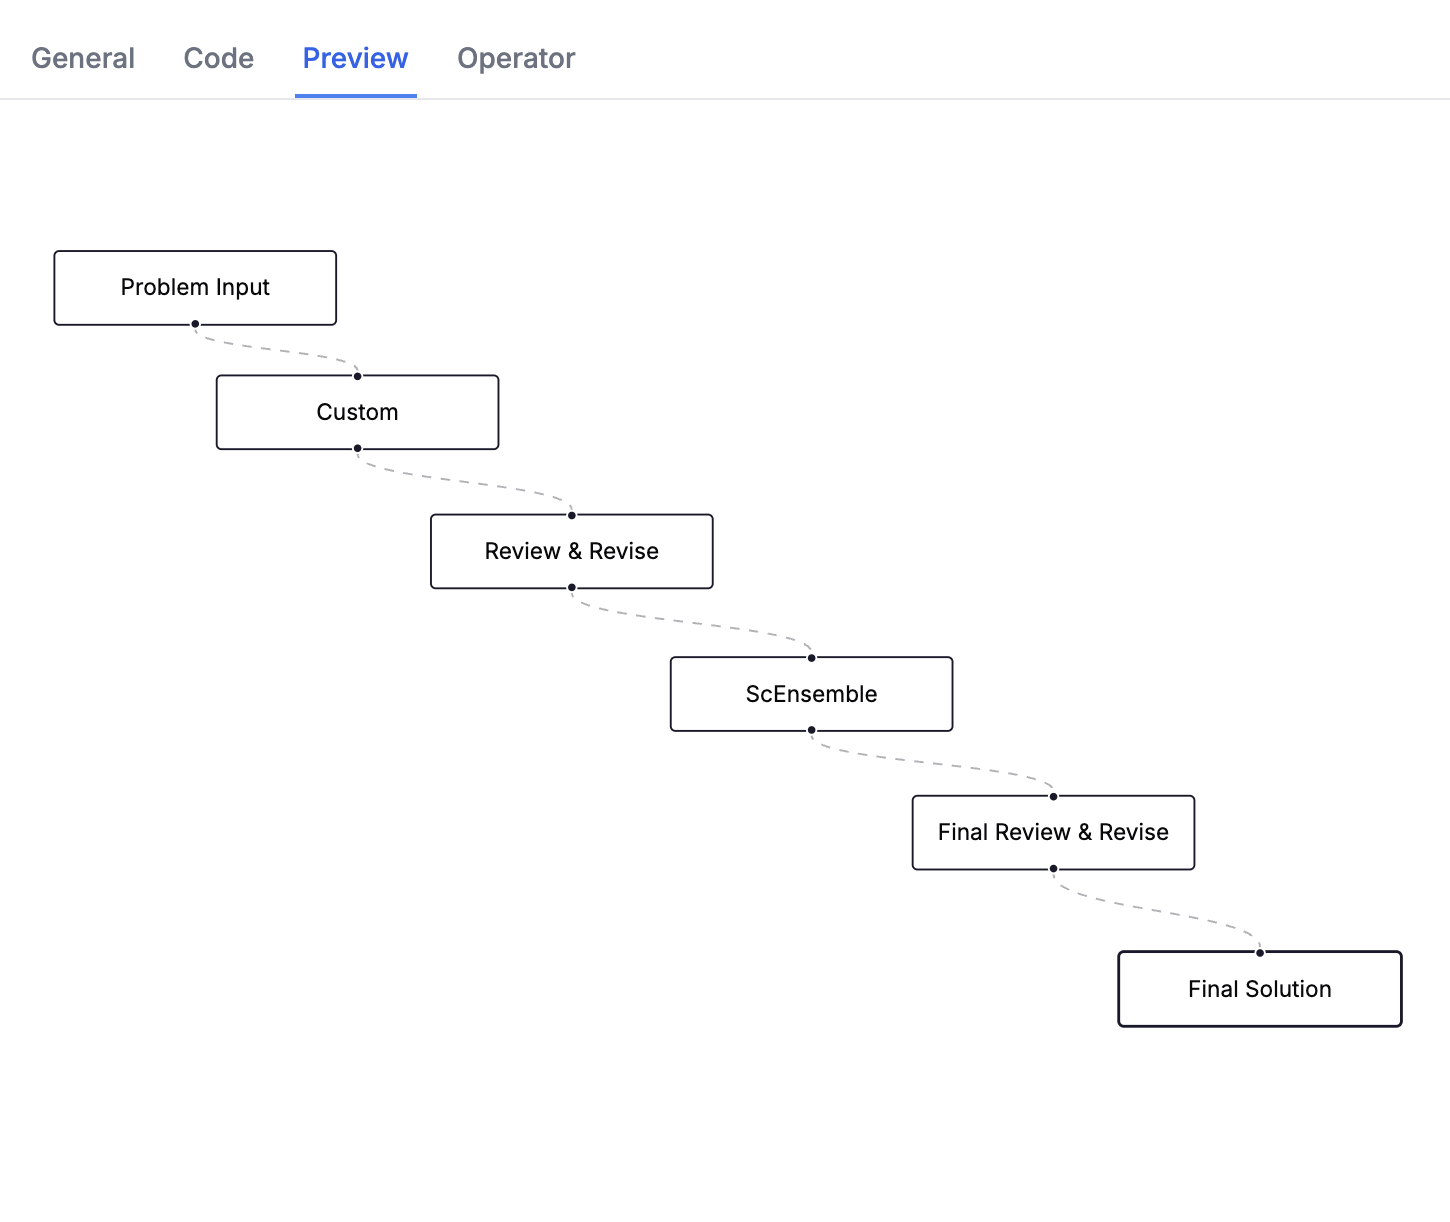 General Code Preview Operator
Problem Input
Custom
Review & Revise
ScEnsemble
Final Review & Revise
Final Solution